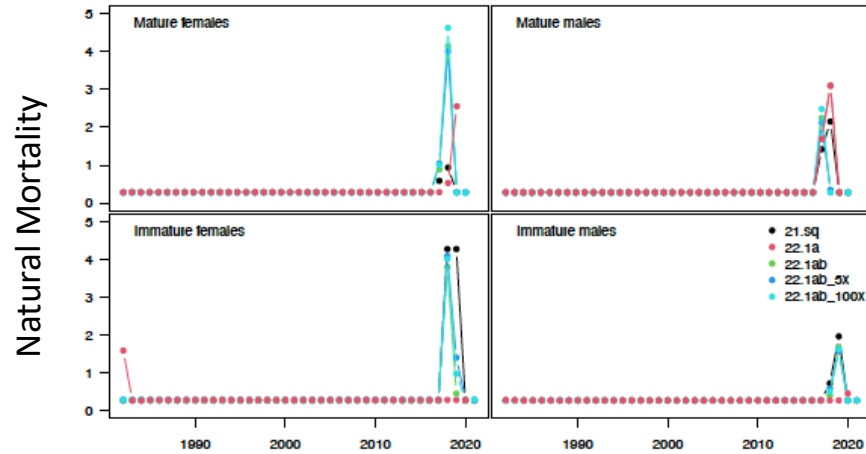 Natural Mortality
Mature females
Mature males
5
4
3
2
1
0
Immature females
Immature males
21.sq
22.1a
22.1ab
22.1ab_5x
22.1ab_100x
5
4
3
2
1
0
1990
2000
2010
2020
1990
2000
2010
2020